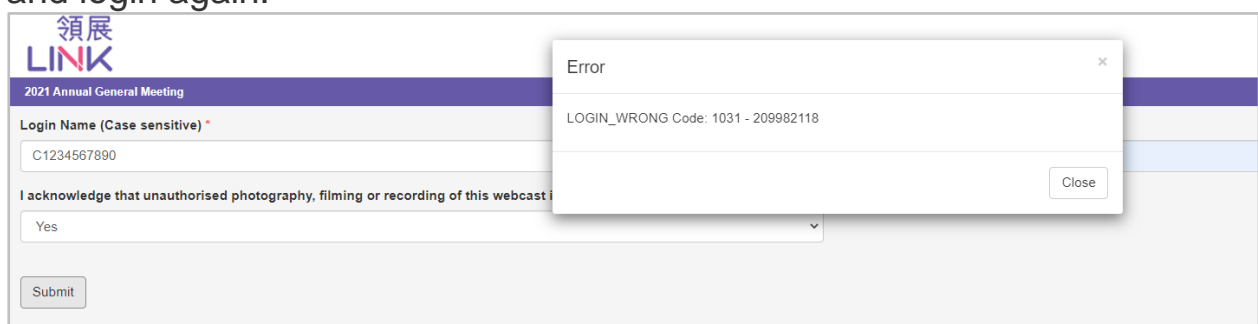 and login again.
領展
LINK
2021 Annual General Meeting
Login Name (Case sensitive) *
C1234567890
I acknowledge that unauthorised photography, filming or recording of this webcast
Yes
Submit
Error
×
LOGIN_WRONG Code: 1031 - 209982118
Close